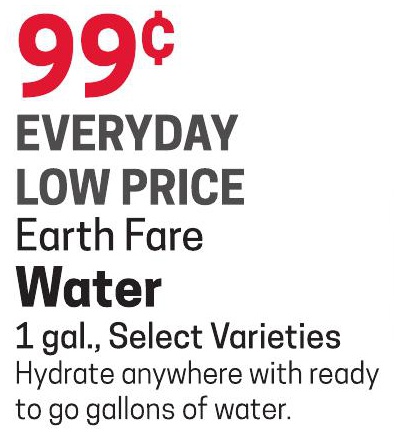 99¢
EVERYDAY
LOW PRICE
Earth Fare
Water
1 gal., Select Varieties
Hydrate anywhere with ready
to go gallons of water.